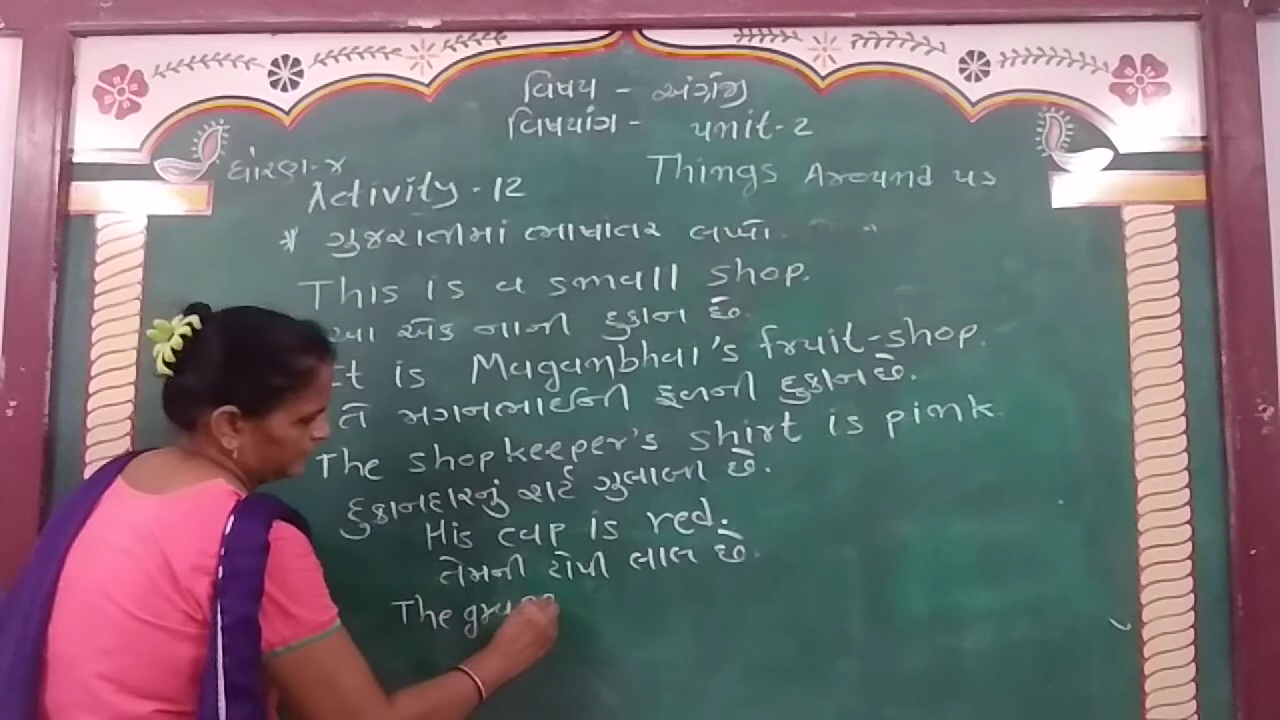 વિષય - અંગ્રેજી
વિષયાંગ - unit-2
ધોરણ-૪
Things Around us
Activity - 12
* ગુજરાતીમાં ભાષાંતર લખો.
This is a small shop.
આ એક નાની દુકાન છે.
It is Maganbhai's fruit-shop.
તે મગનભાઈની ફળની દુકાન છે.
The shopkeeper's shirt is pink
દુકાનદારનું શર્ટ ગુલાબી છે.
His cap is red.
તેમની ટોપી લાલ છે.
The